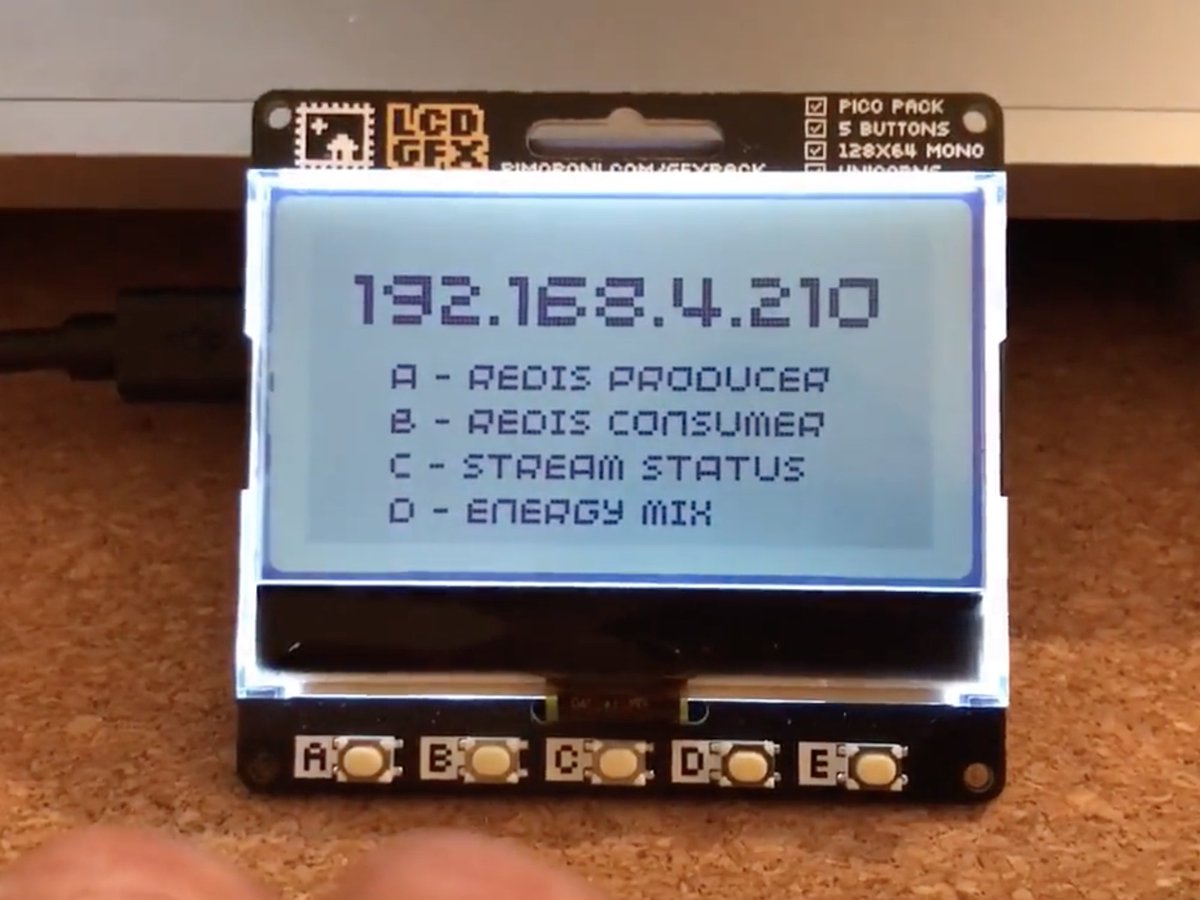 LCD
GFX
PIMORONI.COM/GFXPACK
PICO PACK
5 BUTTONS
128X64 MONO
UNICORNS
192.168.4.210
A - REDIS PRODUCER
B - REDIS CONSUMER
C - STREAM STATUS
D - ENERGY MIX
A B C D E